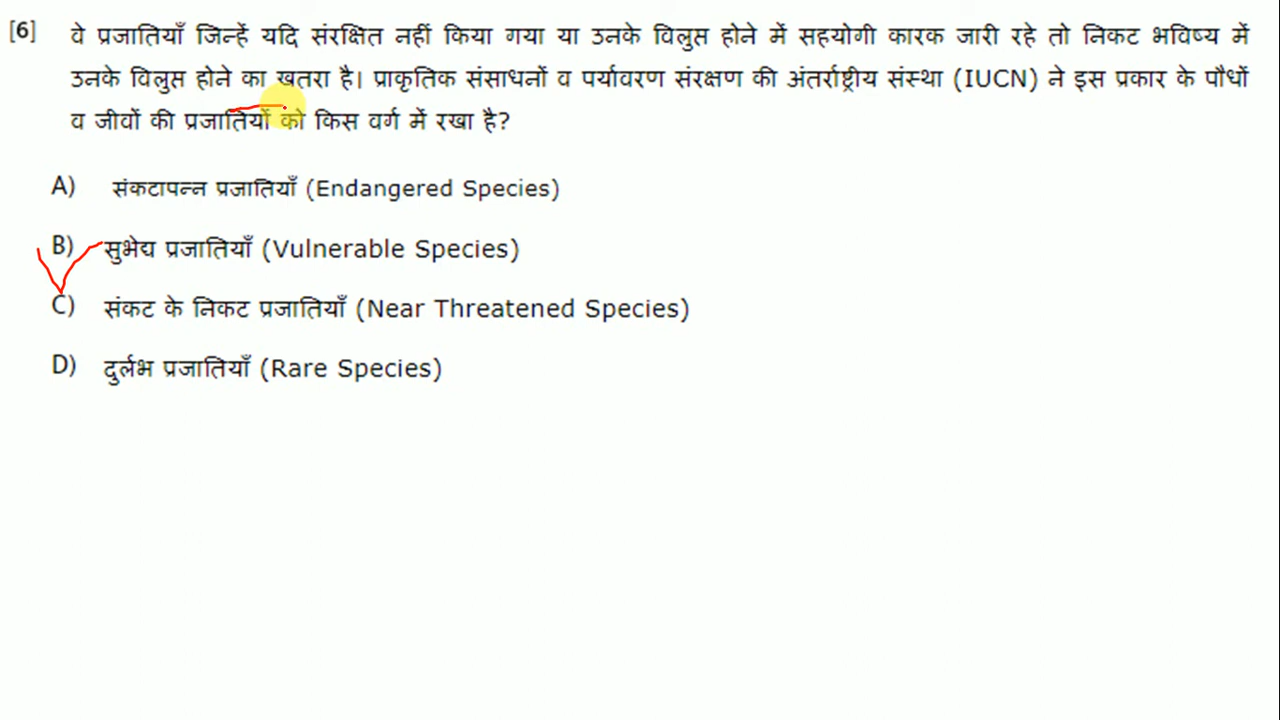 [6] वे प्रजातियाँ जिन्हें यदि संरक्षित नहीं किया गया या उनके विलुप्त होने में सहयोगी कारक जारी रहे तो निकट भविष्य में
उनके विलुप्त होने का खतरा है। प्राकृतिक संसाधनों व पर्यावरण संरक्षण की अंतर्राष्ट्रीय संस्था (IUCN) ने इस प्रकार के पौधों
व जीवों की प्रजातियों को किस वर्ग में रखा है?
A) संकटापन्न प्रजातियाँ (Endangered Species)
B) सुभेद्य प्रजातियाँ (Vulnerable Species)
C) संकट के निकट प्रजातियाँ (Near Threatened Species)
D) दुर्लभ प्रजातियाँ (Rare Species)